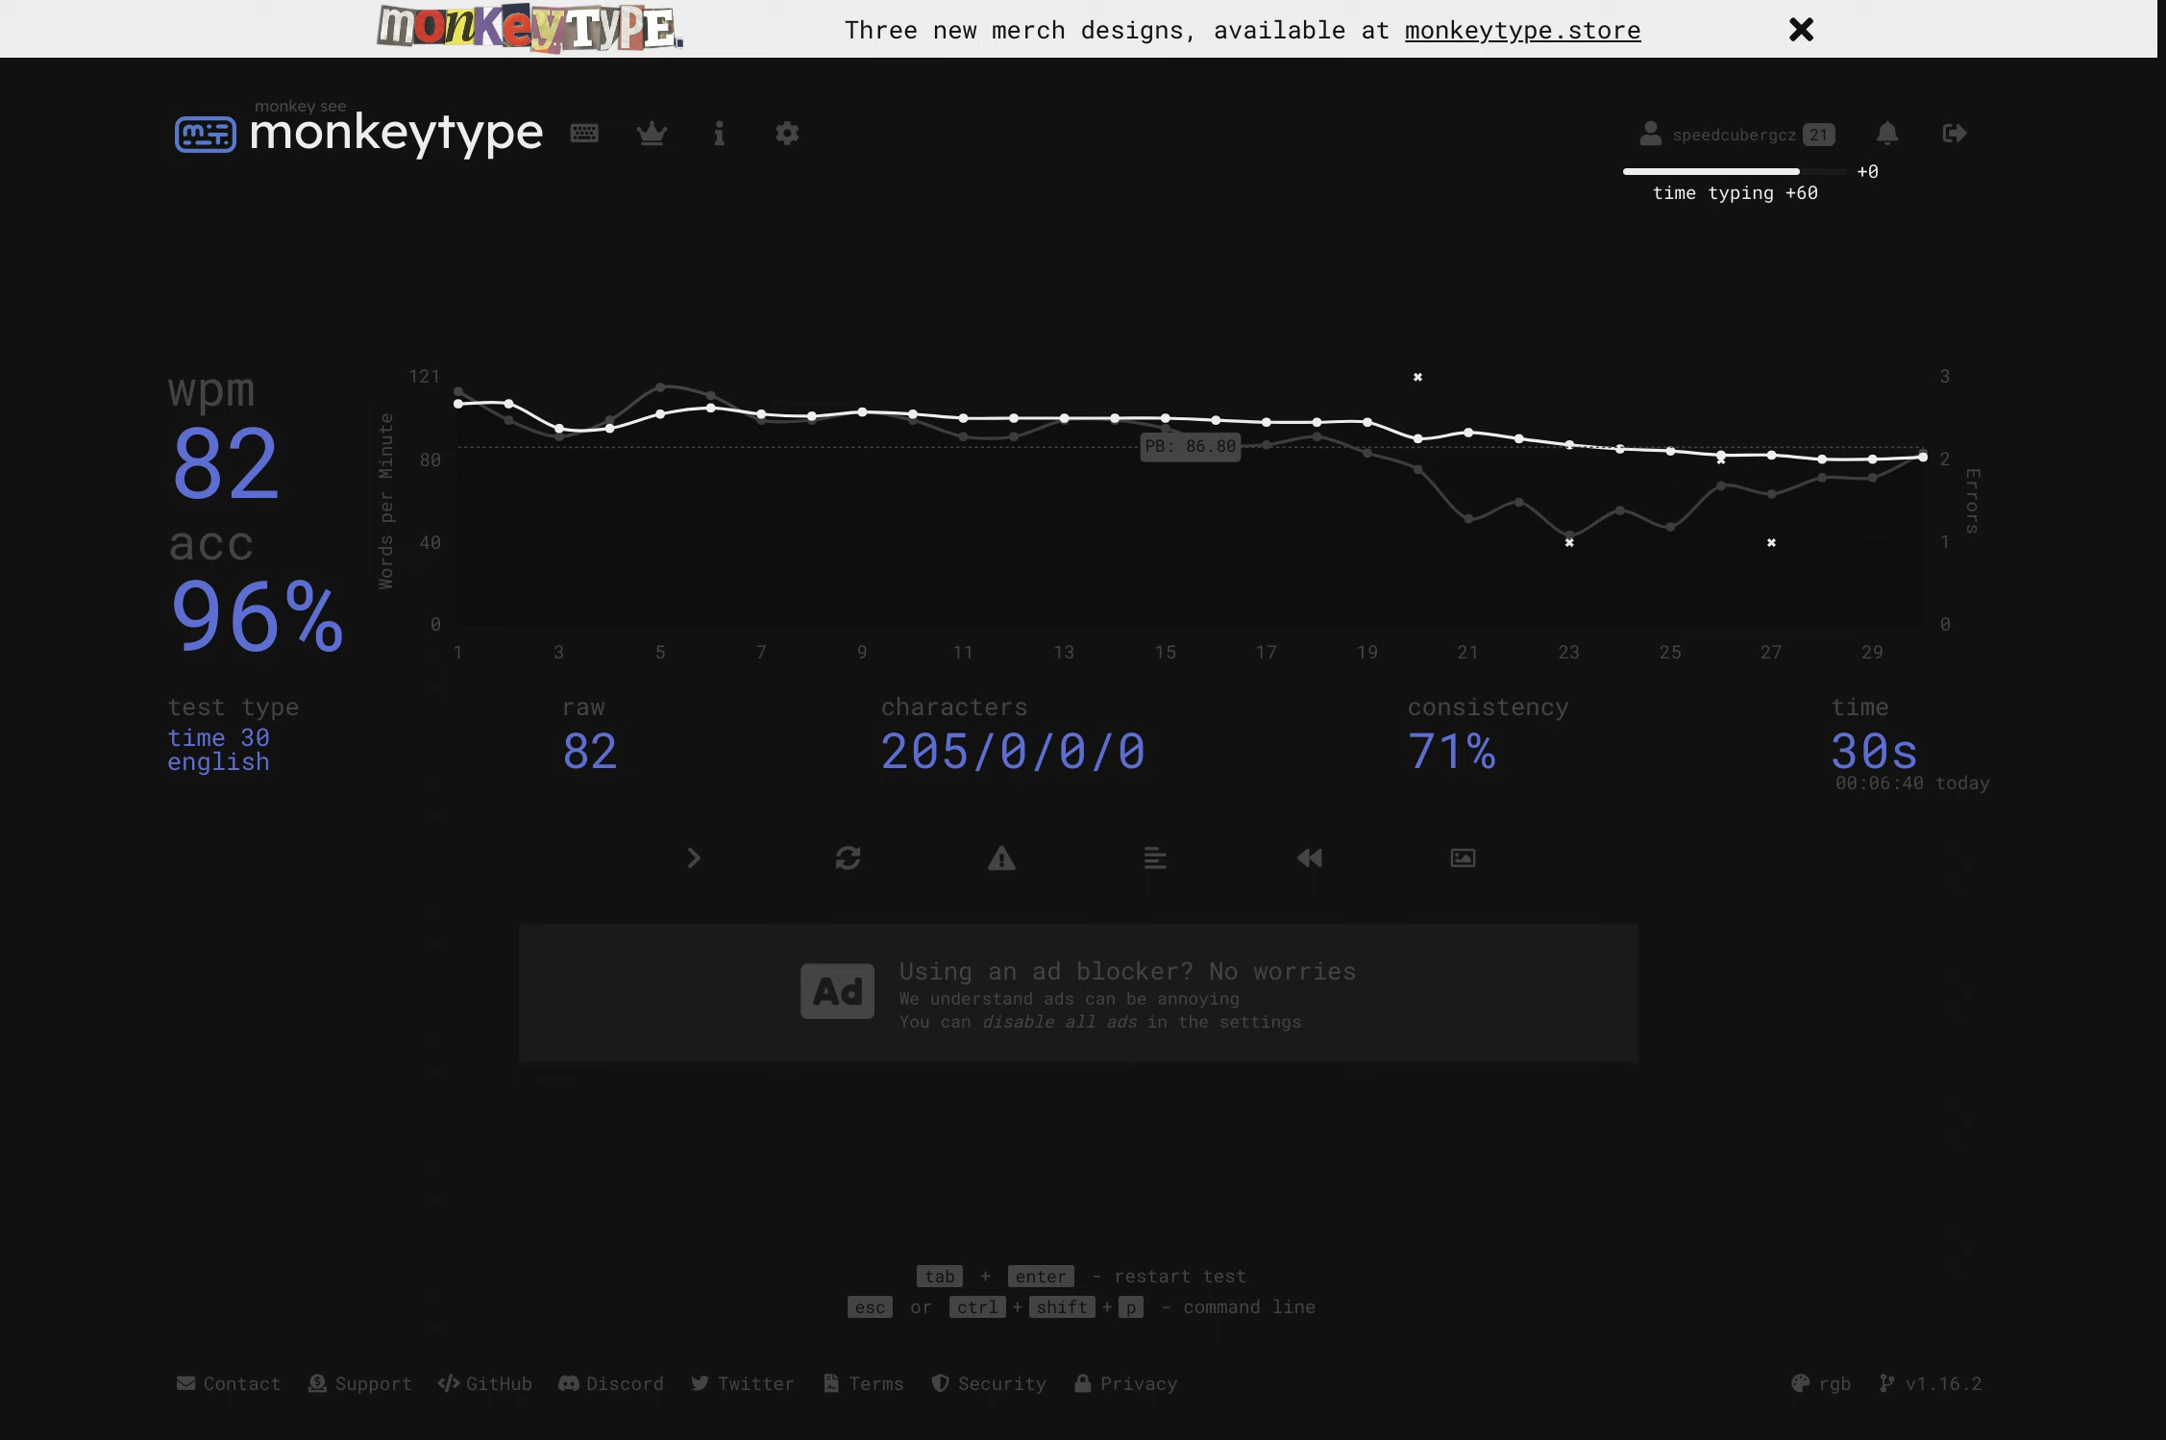 monkeyTYPE.
Three new merch designs, available at monkeytype.store
monkey see
monkeytype
speedcubergcz 21
+0
time typing +60
wpm
82
acc
96%
Words per Minute
121
80
40
0
PB: 86.80
3
2
1
0
Errors
1 3 5 7 9 11 13 15 17 19 21 23 25 27 29
test type
time 30
english
raw
82
characters
205/0/0/0
consistency
71%
time
30s
00:06:40 today
Ad
Using an ad blocker? No worries
We understand ads can be annoying
You can disable all ads in the settings
tab + enter - restart test
esc or ctrl + shift + p - command line
Contact Support GitHub Discord Twitter Terms Security Privacy
rgb v1.16.2